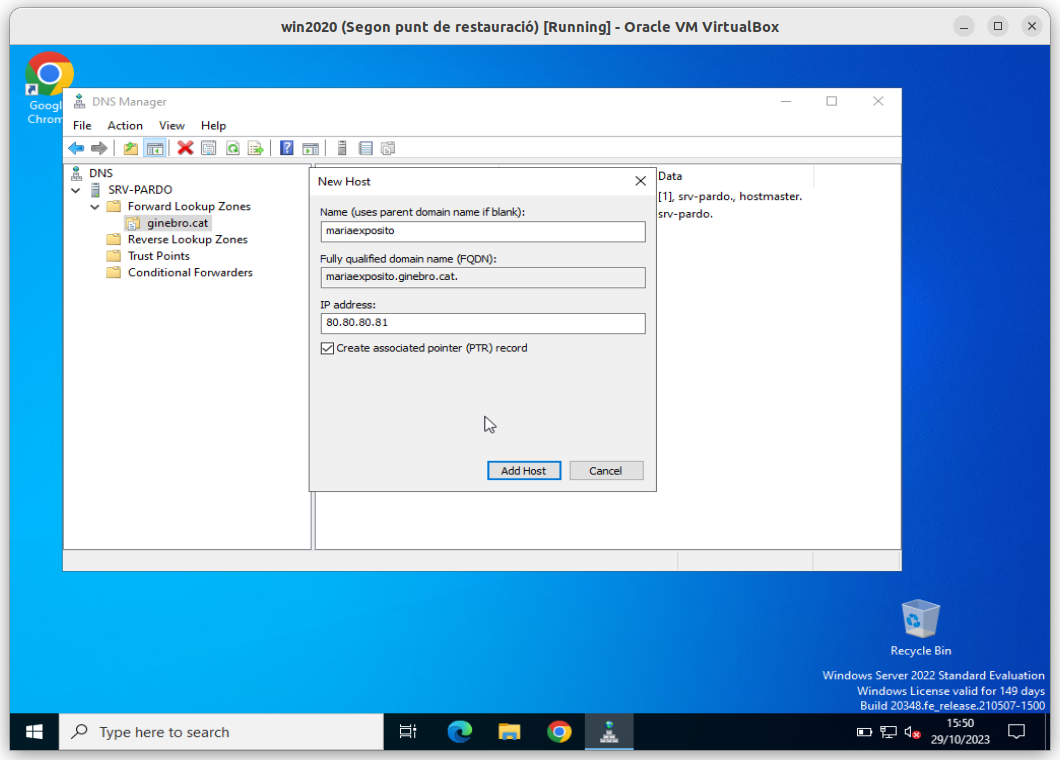 win2020 (Segon punt de restauració) [Running] - Oracle VM VirtualBox
Googl
Chrom
DNS Manager
File Action View Help
DNS
SRV-PARDO
Forward Lookup Zones
ginebro.cat
Reverse Lookup Zones
Trust Points
Conditional Forwarders
Data
[1], srv-pardo., hostmaster.
srv-pardo.
New Host
Name (uses parent domain name if blank):
mariaexposito
Fully qualified domain name (FQDN):
mariaexposito.ginebro.cat.
IP address:
80.80.80.81
Create associated pointer (PTR) record
Add Host Cancel
Recycle Bin
Windows Server 2022 Standard Evaluation
Windows License valid for 149 days
Build 20348.fe_release.210507-1500
Type here to search
15:50
29/10/2023